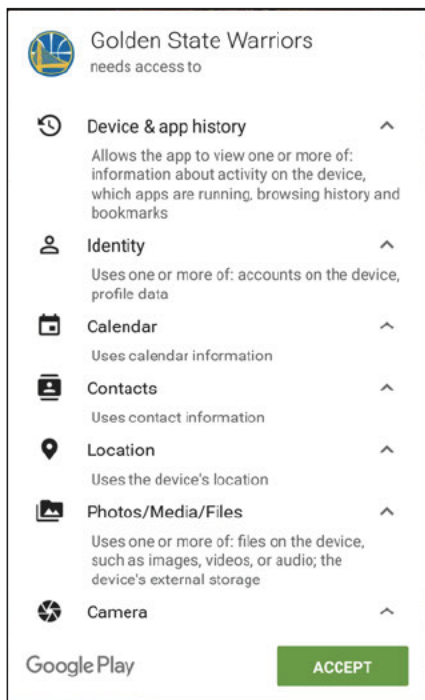 Golden State Warriors
needs access to
Device & app history
Allows the app to view one or more of:
information about activity on the device,
which apps are running, browsing history and
bookmarks
Identity
Uses one or more of: accounts on the device,
profile data
Calendar
Uses calendar information
Contacts
Uses contact information
Location
Uses the device's location
Photos/Media/Files
Uses one or more of: files on the device,
such as images, videos, or audio; the
device's external storage
Camera
Google Play
ACCEPT